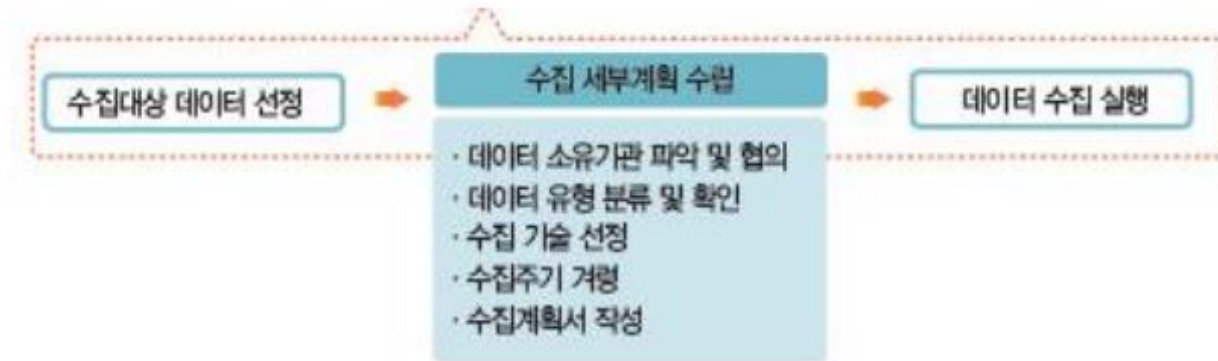 수집대상 데이터 선정
수집 세부계획 수립
데이터 수집 실행
· 데이터 소유기관 파악 및 협의
· 데이터 유형 분류 및 확인
· 수집 기술 선정
· 수집주기 겨령
· 수집계획서 작성